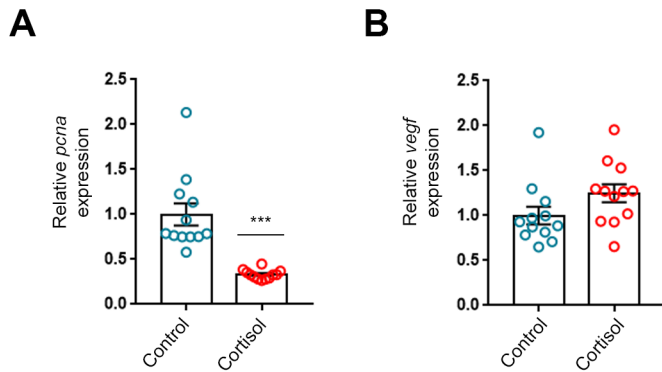 A
Relative pcna
expression
2.5
2.0
1.5
1.0
0.5
0.0
***
Control
Cortisol
B
Relative vegf
expression
2.5
2.0
1.5
1.0
0.5
0.0
Control
Cortisol